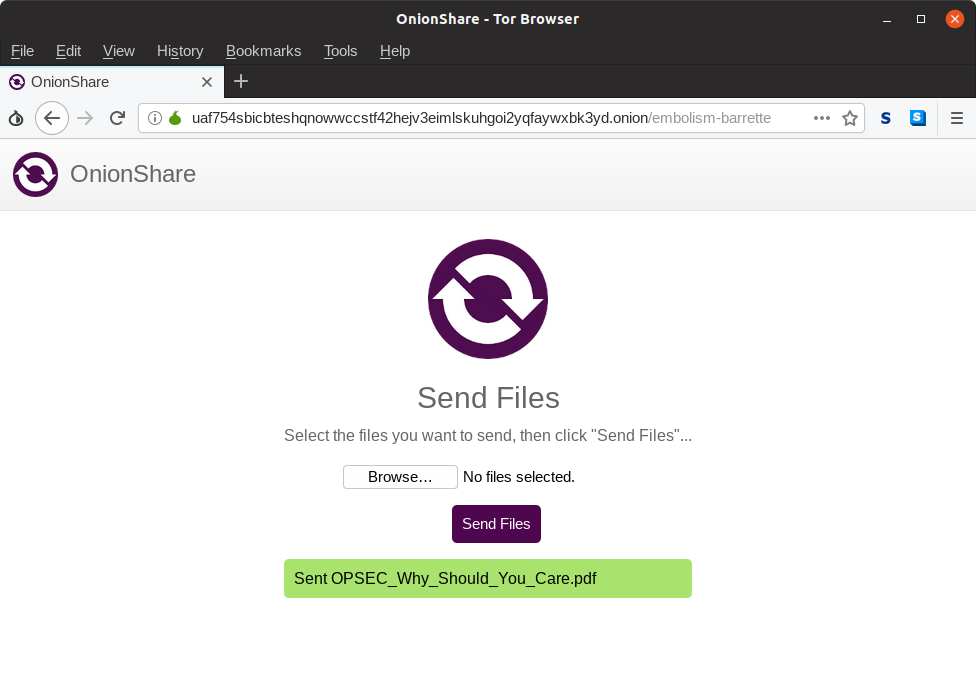 OnionShare - Tor Browser
File Edit View History Bookmarks Tools Help
OnionShare
uaf754sbicbteshqnowwccstf42hejv3eimlskuhgoi2yqfaywxbk3yd.onion/embolism-barrette
S S
OnionShare
Send Files
Select the files you want to send, then click "Send Files"...
Browse… No files selected.
Send Files
Sent OPSEC_Why_Should_You_Care.pdf